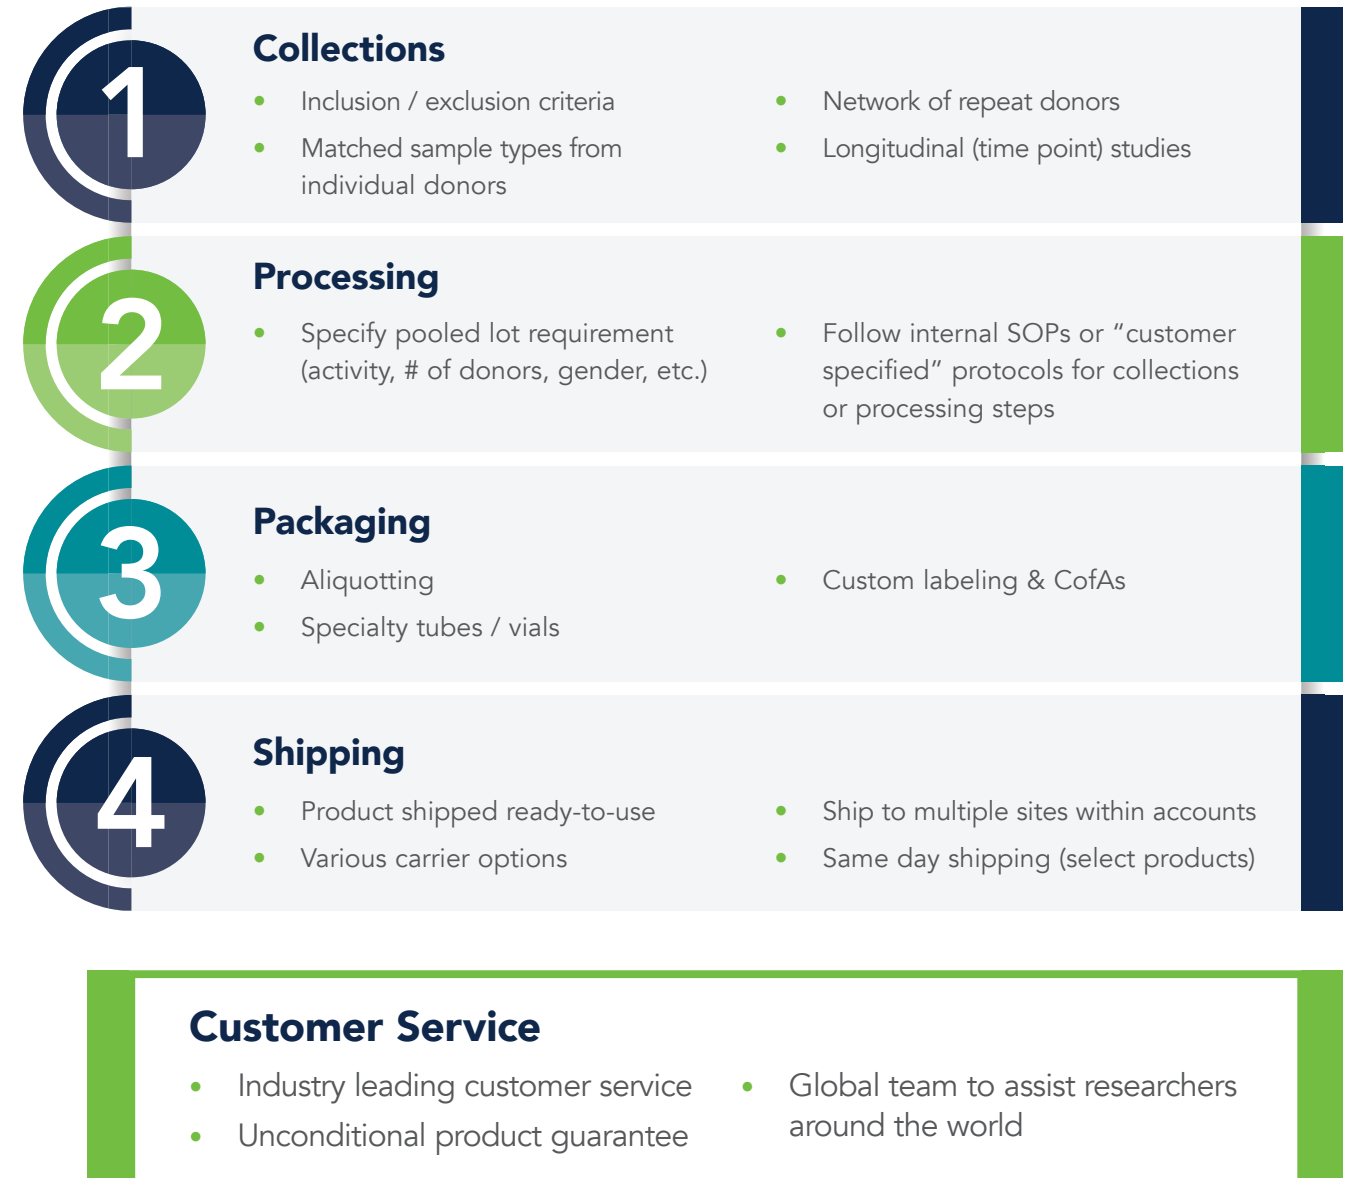 1
Collections
• Inclusion / exclusion criteria
• Matched sample types from
individual donors
• Network of repeat donors
• Longitudinal (time point) studies
2
Processing
• Specify pooled lot requirement
(activity, # of donors, gender, etc.)
• Follow internal SOPs or “customer
specified” protocols for collections
or processing steps
3
Packaging
• Aliquotting
• Specialty tubes / vials
• Custom labeling & CofAs
4
Shipping
• Product shipped ready-to-use
• Various carrier options
• Ship to multiple sites within accounts
• Same day shipping (select products)
Customer Service
• Industry leading customer service
• Unconditional product guarantee
• Global team to assist researchers
around the world